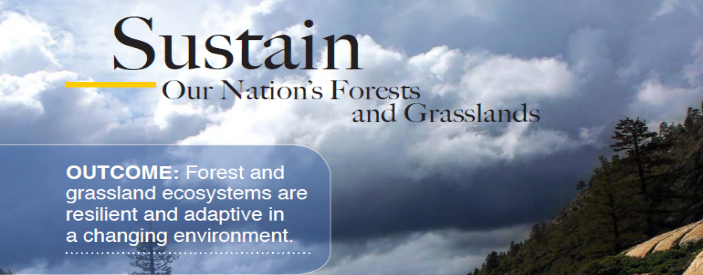 Sustain
Our Nation's Forests
and Grasslands
OUTCOME: Forest and
grassland ecosystems are
resilient and adaptive in
a changing environment.